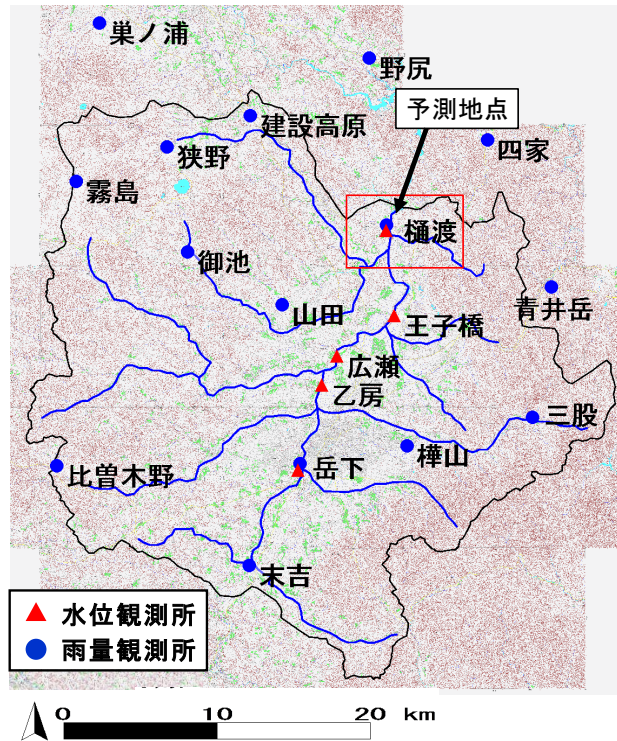 巣ノ浦
野尻
予測地点
建設高原
四家
狭野
霧島
樋渡
御池
青井岳
山田
王子橋
広瀬
乙房
三股
樺山
岳下
比曽木野
末吉
水位観測所
雨量観測所
0 10 20 km